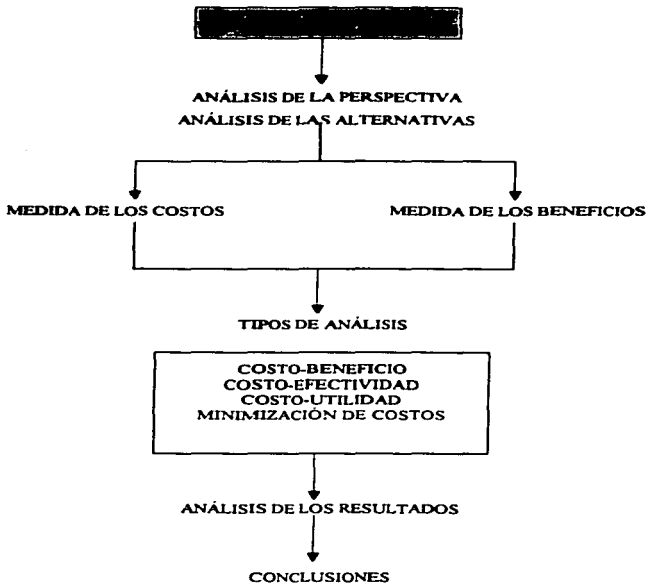 ANÁLISIS DE LA PERSPECTIVA
ANÁLISIS DE LAS ALTERNATIVAS
MEDIDA DE LOS COSTOS
MEDIDA DE LOS BENEFICIOS
TIPOS DE ANÁLISIS
COSTO-BENEFICIO
COSTO-EFECTIVIDAD
COSTO-UTILIDAD
MINIMIZACIÓN DE COSTOS
ANÁLISIS DE LOS RESULTADOS
CONCLUSIONES